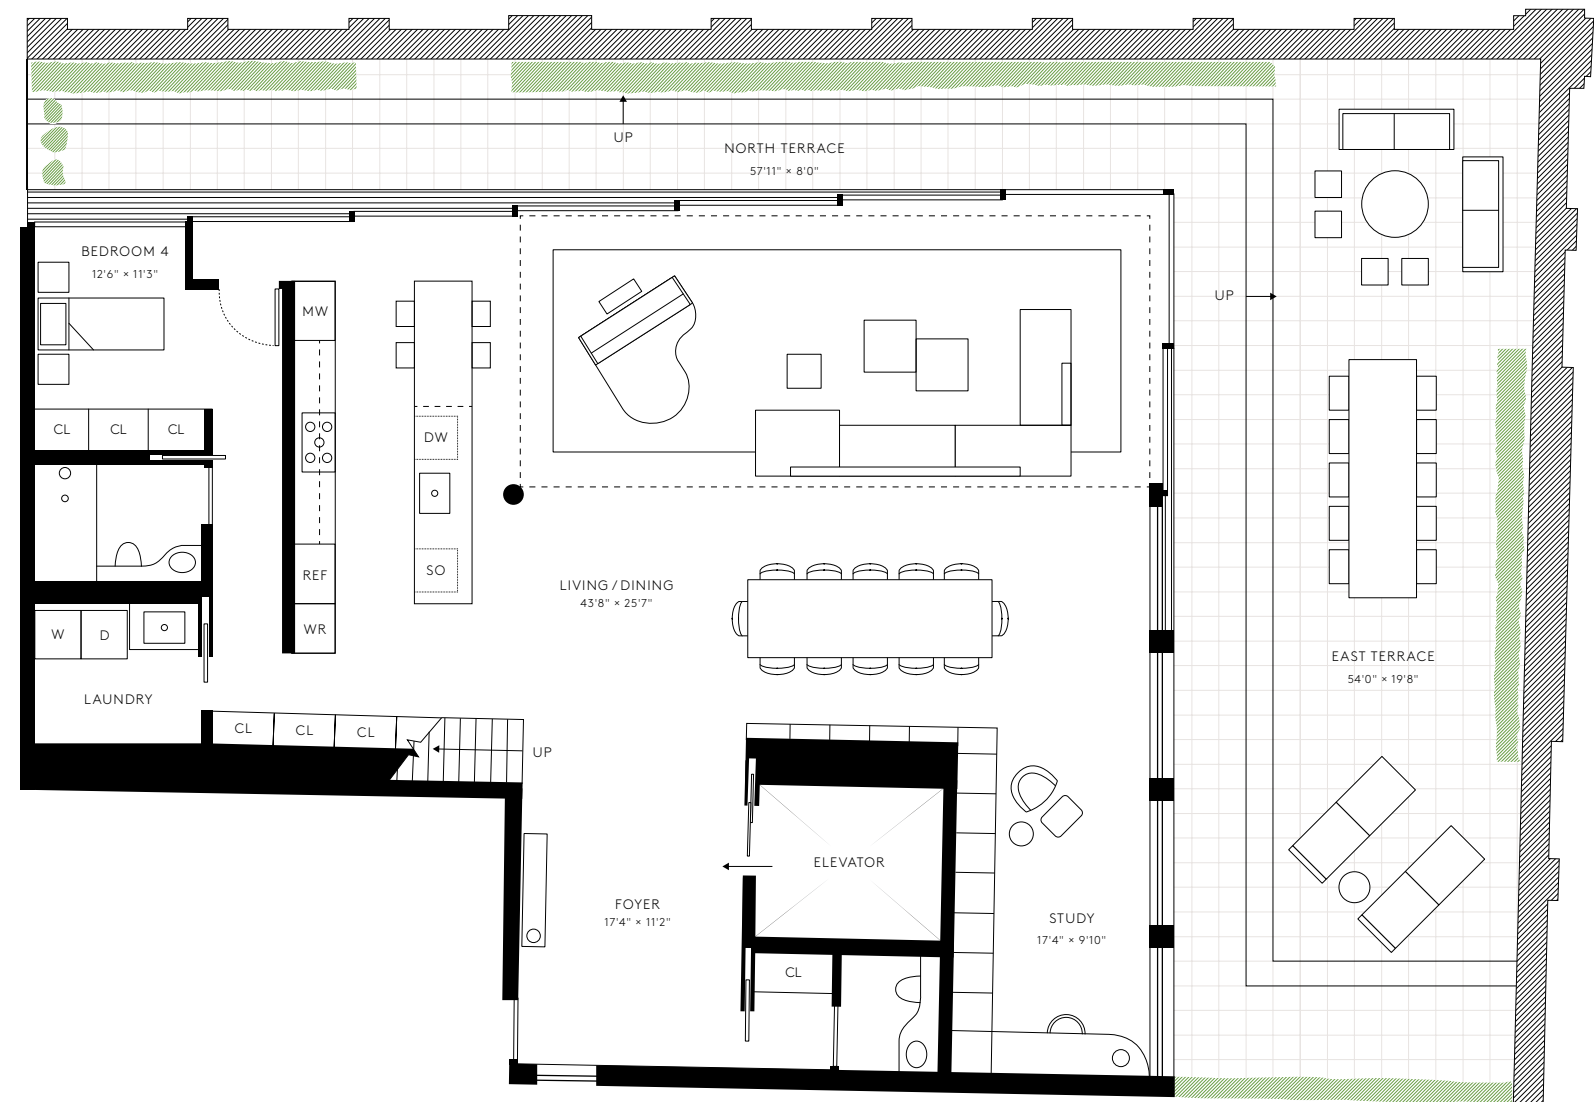 UP
NORTH TERRACE
57'11" × 8'0"
BEDROOM 4
12'6" × 11'3"
UP
MW
CL
CL
CL
DW
SO
REF
WR
LIVING / DINING
43'8" × 25'7"
W
D
LAUNDRY
EAST TERRACE
54'0" × 19'8"
CL
CL
CL
UP
ELEVATOR
FOYER
17'4" × 11'2"
STUDY
17'4" × 9'10"
CL